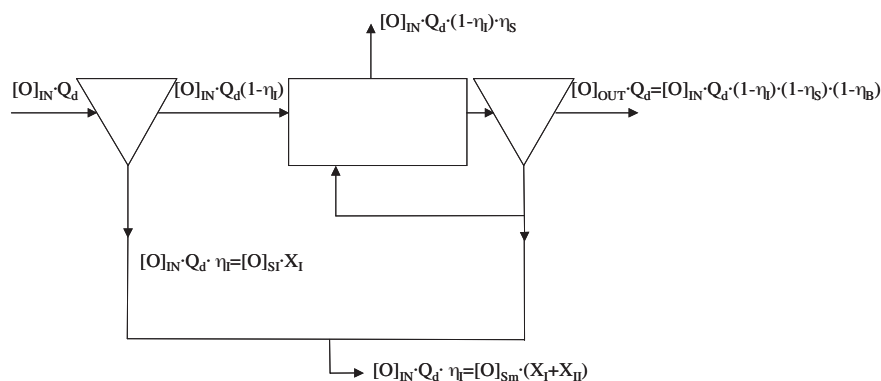 [O]IN·Qd·(1-ηI)·ηS
[O]IN·Qd
[O]IN·Qd(1-ηI)
[O]OUT·Qd=[O]IN·Qd·(1-ηI)·(1-ηS)·(1-ηB)
[O]IN·Qd· ηI=[O]SI·XI
[O]IN·Qd· ηI=[O]Sm·(XI+XII)